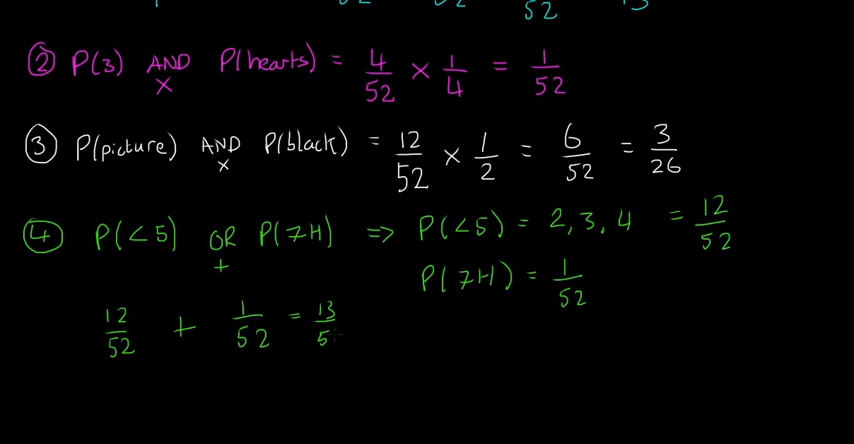 ② P(3) AND P(hearts) = 4/52 × 1/4 = 1/52
×
③ P(picture) AND P(black) = 12/52 × 1/2 = 6/52 = 3/26
×
④ P(<5) OR P(7H) => P(<5) = 2, 3, 4 = 12/52
+
P(7H) = 1/52
12/52 + 1/52 = 13/5